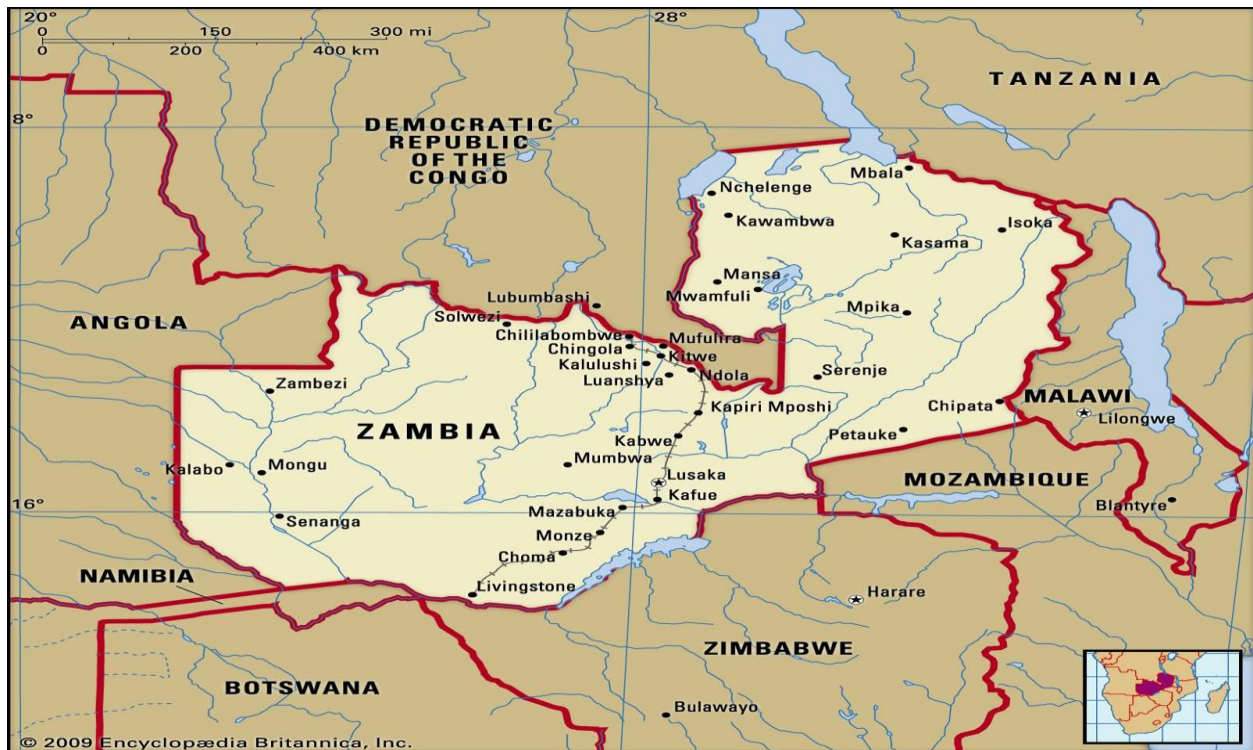 20°
28°
0 150 300 mi
0 200 400 km
TANZANIA
8°
DEMOCRATIC
REPUBLIC
OF THE
CONGO
Mbala
Nchelenge
Kawambwa
Isoka
Kasama
Mansa
Mwamfuli
Lubumbashi
Mpika
ANGOLA
Solwezi
Chililabombwe
Mufulira
Chingola
Kitwe
Kalulushi
Ndola
Luanshya
Serenje
Zambezi
MALAWI
Kapiri Mposhi
Chipata
Lilongwe
ZAMBIA
Petauke
Kabwe
Kalabo
Mongu
Mumbwa
Lusaka
MOZAMBIQUE
Kafue
16°
Mazabuka
Blantyre
Senanga
Monze
Choma
NAMIBIA
Livingstone
Harare
ZIMBABWE
BOTSWANA
Bulawayo
© 2009 Encyclopædia Britannica, Inc.